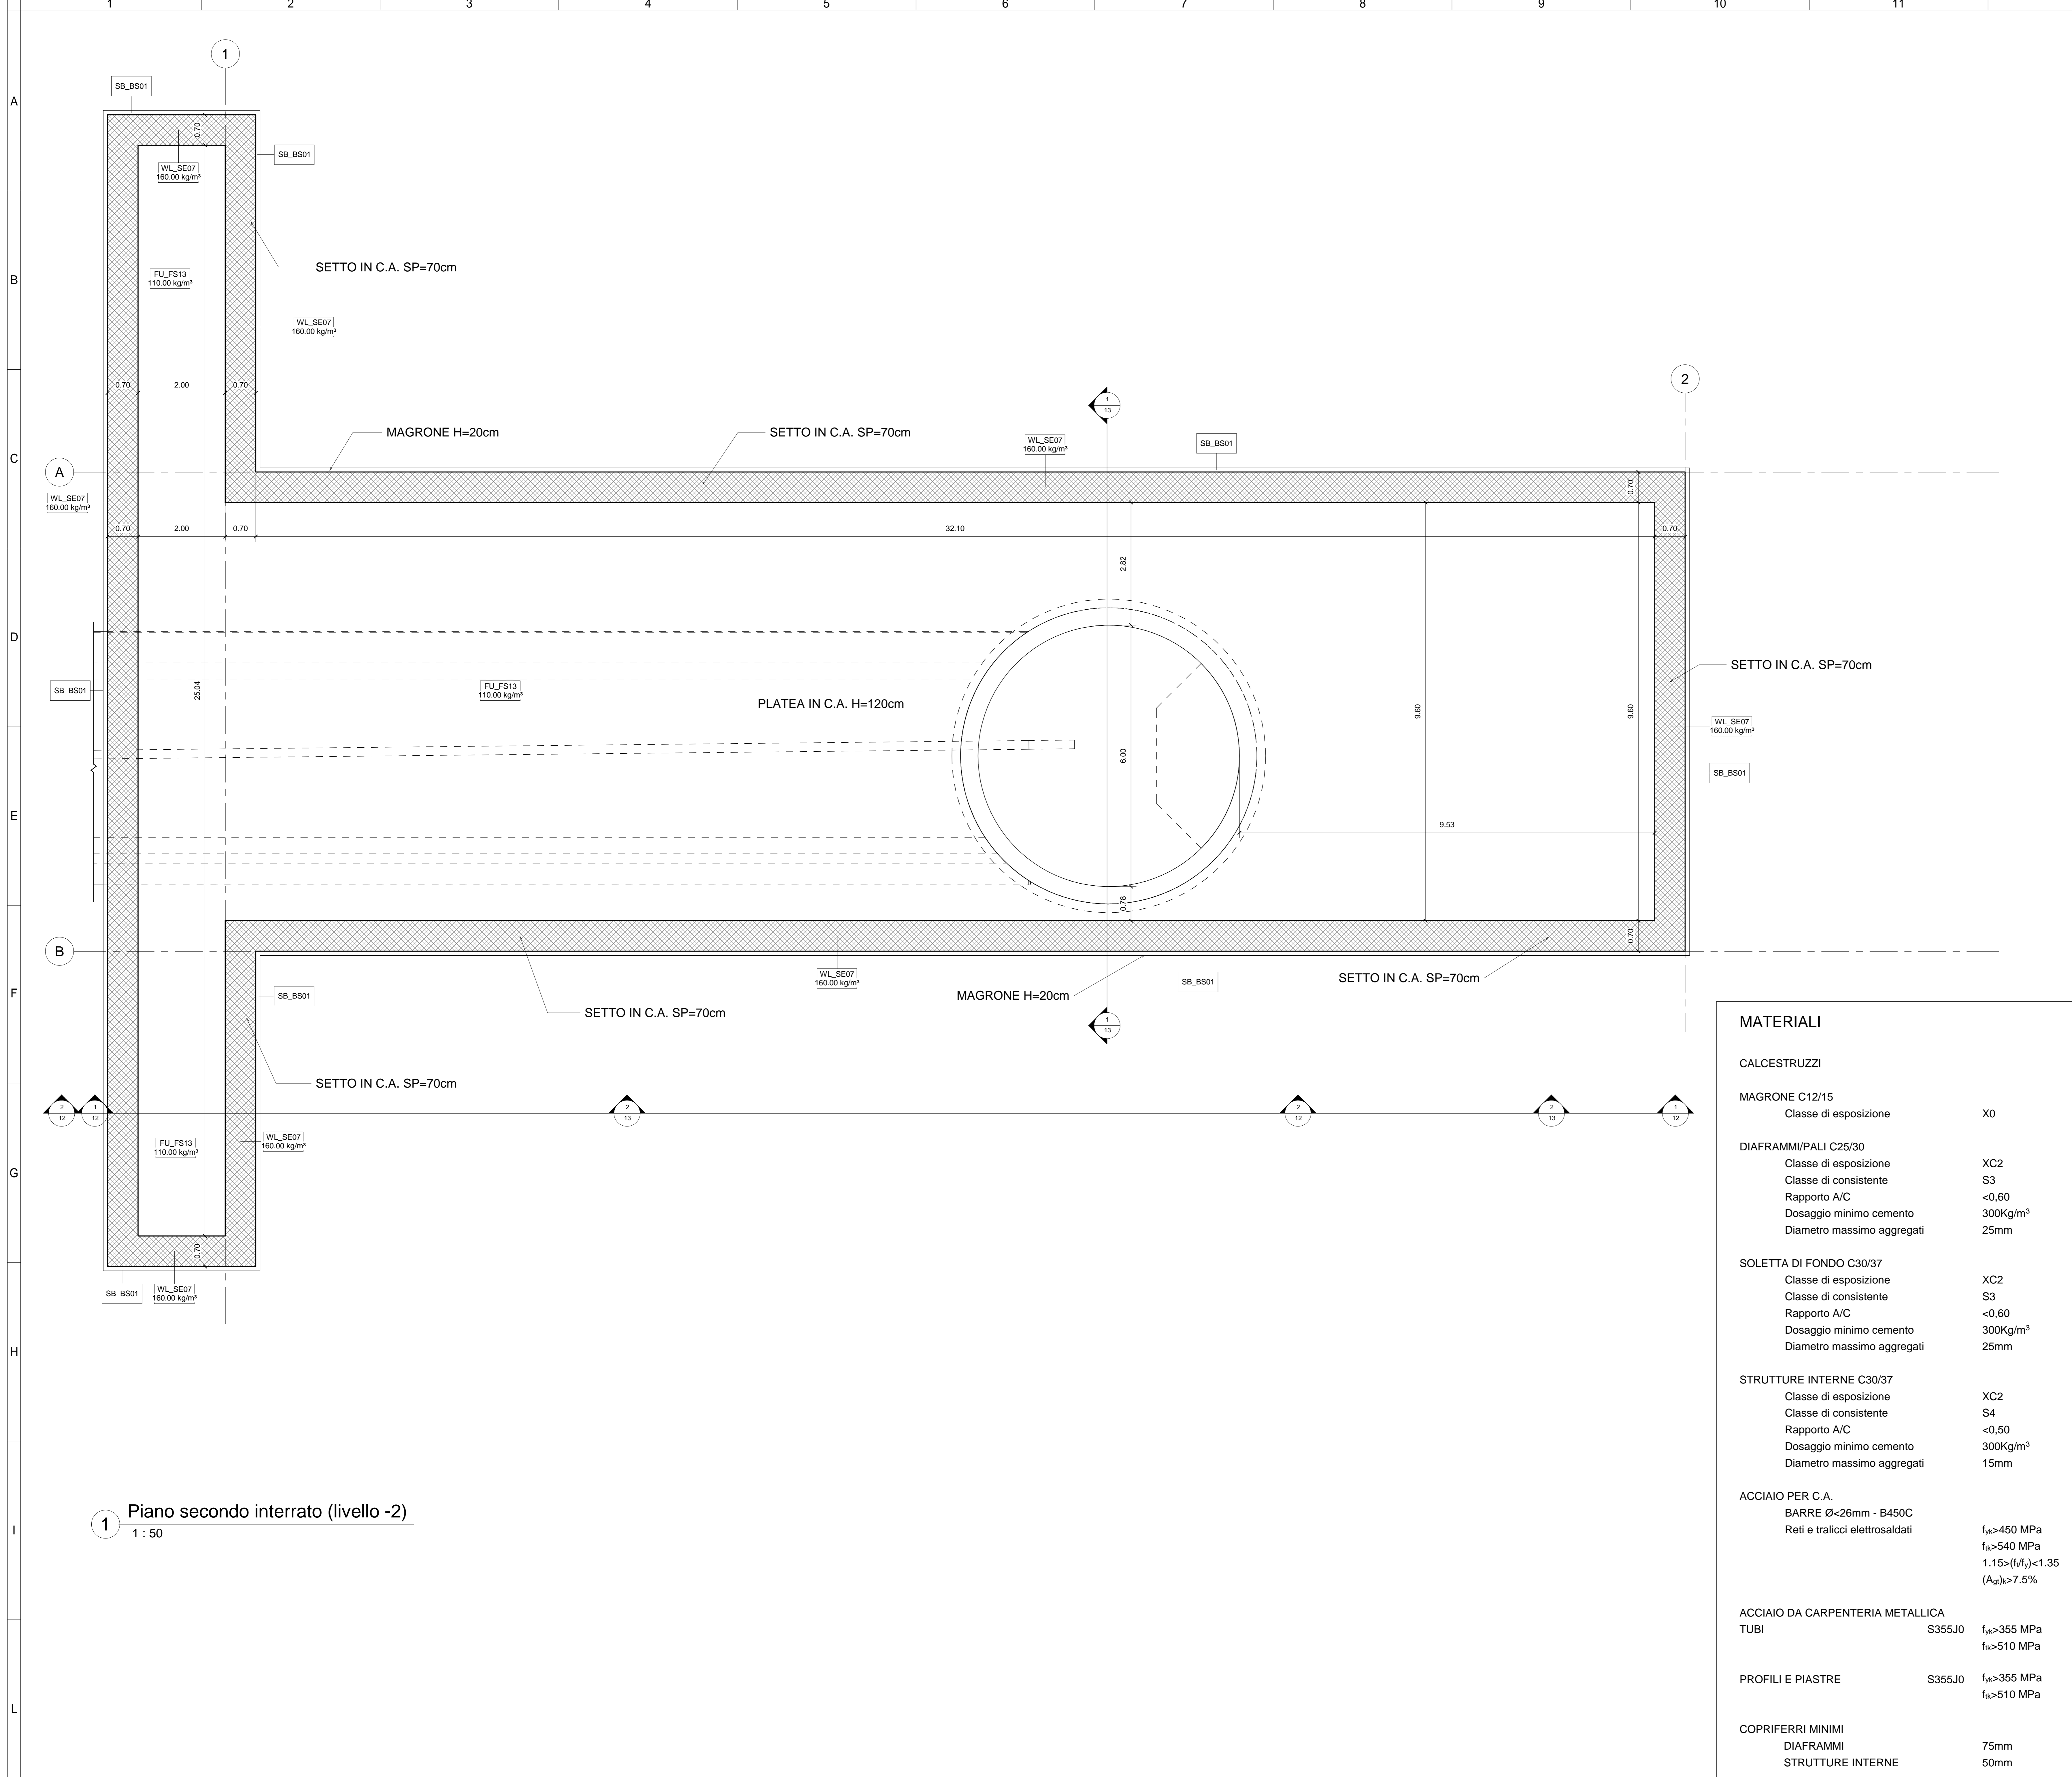 1 2 3 4 5 6 7 8 9 10 11
A
B
C
D
E
F
G
H
I
L
1
SB_BS01
0.70
WL_SE07
160.00 kg/m³
SB_BS01
SETTO IN C.A. SP=70cm
FU_FS13
110.00 kg/m³
WL_SE07
160.00 kg/m³
0.70 2.00 0.70
2
1
13
MAGRONE H=20cm
SETTO IN C.A. SP=70cm
WL_SE07
160.00 kg/m³
SB_BS01
A
WL_SE07
160.00 kg/m³
0.70
0.70 2.00 0.70 32.10 0.70
2.82
SETTO IN C.A. SP=70cm
SB_BS01
25.04
FU_FS13
110.00 kg/m³
PLATEA IN C.A. H=120cm
9.60
9.60
WL_SE07
160.00 kg/m³
6.00
SB_BS01
9.53
0.78
B
0.70
WL_SE07
160.00 kg/m³
SB_BS01
SETTO IN C.A. SP=70cm
SB_BS01
MAGRONE H=20cm
SETTO IN C.A. SP=70cm
1
13
SETTO IN C.A. SP=70cm
2
12
1
12
2
13
2
12
2
13
1
12
FU_FS13
110.00 kg/m³
WL_SE07
160.00 kg/m³
0.70
SB_BS01
WL_SE07
160.00 kg/m³
1 Piano secondo interrato (livello -2)
1 : 50
MATERIALI
CALCESTRUZZI
MAGRONE C12/15
Classe di esposizione X0
DIAFRAMMI/PALI C25/30
Classe di esposizione XC2
Classe di consistente S3
Rapporto A/C <0,60
Dosaggio minimo cemento 300Kg/m³
Diametro massimo aggregati 25mm
SOLETTA DI FONDO C30/37
Classe di esposizione XC2
Classe di consistente S3
Rapporto A/C <0,60
Dosaggio minimo cemento 300Kg/m³
Diametro massimo aggregati 25mm
STRUTTURE INTERNE C30/37
Classe di esposizione XC2
Classe di consistente S4
Rapporto A/C <0,50
Dosaggio minimo cemento 300Kg/m³
Diametro massimo aggregati 15mm
ACCIAIO PER C.A.
BARRE Ø<26mm - B450C
Reti e tralicci elettrosaldati fyk>450 MPa
ftk>540 MPa
1.15>(ft/fy)<1.35
(Agt)k>7.5%
ACCIAIO DA CARPENTERIA METALLICA
TUBI S355J0 fyk>355 MPa
ftk>510 MPa
PROFILI E PIASTRE S355J0 fyk>355 MPa
ftk>510 MPa
COPRIFERRI MINIMI
DIAFRAMMI 75mm
STRUTTURE INTERNE 50mm